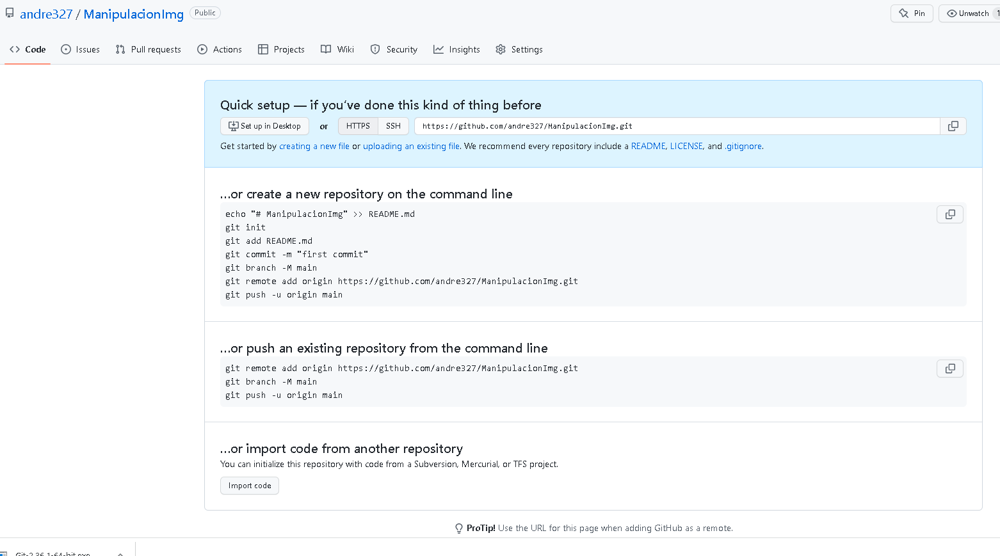 andre327 / ManipulacionImg Public
Pin Unwatch 1
Code Issues Pull requests Actions Projects Wiki Security Insights Settings
Quick setup — if you've done this kind of thing before
Set up in Desktop or HTTPS SSH https://github.com/andre327/ManipulacionImg.git
Get started by creating a new file or uploading an existing file. We recommend every repository include a README, LICENSE, and .gitignore.
...or create a new repository on the command line
echo "# ManipulacionImg" >> README.md
git init
git add README.md
git commit -m "first commit"
git branch -M main
git remote add origin https://github.com/andre327/ManipulacionImg.git
git push -u origin main
...or push an existing repository from the command line
git remote add origin https://github.com/andre327/ManipulacionImg.git
git branch -M main
git push -u origin main
...or import code from another repository
You can initialize this repository with code from a Subversion, Mercurial, or TFS project.
Import code
ProTip! Use the URL for this page when adding GitHub as a remote.
Git-2.36.1-64-bit.exe